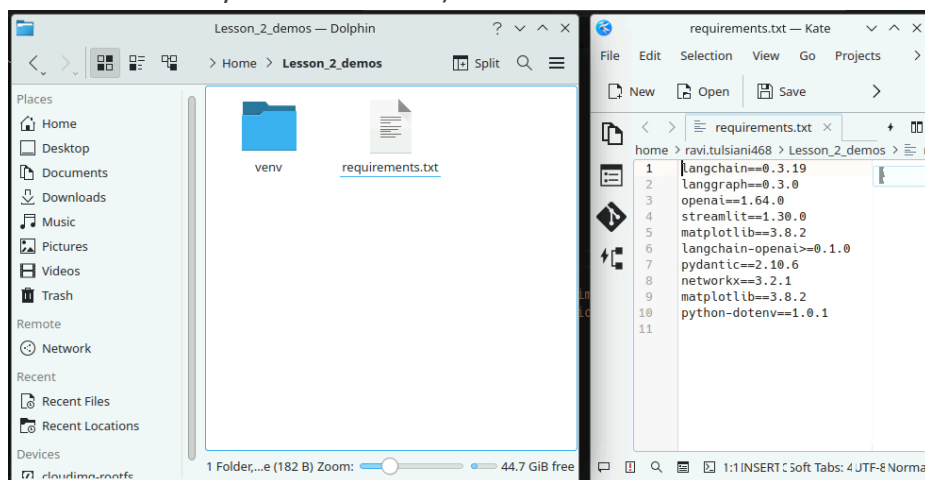 Lesson_2_demos — Dolphin
> Home > Lesson_2_demos
Split
Places
Home
Desktop
Documents
Downloads
Music
Pictures
Videos
Trash
Remote
Network
Recent
Recent Files
Recent Locations
Devices
cloudimg-rootfs
venv
requirements.txt
1 Folder,...e (182 B)
Zoom:
44.7 GiB free
requirements.txt — Kate
File Edit Selection View Go Projects
New Open Save
requirements.txt
home > ravi.tulsiani468 > Lesson_2_demos >
1 langchain==0.3.19
2 langgraph==0.3.0
3 openai==1.64.0
4 streamlit==1.30.0
5 matplotlib==3.8.2
6 langchain-openai>=0.1.0
7 pydantic==2.10.6
8 networkx==3.2.1
9 matplotlib==3.8.2
10 python-dotenv==1.0.1
11
1:1 INSERT Soft Tabs: 4 UTF-8 Norma